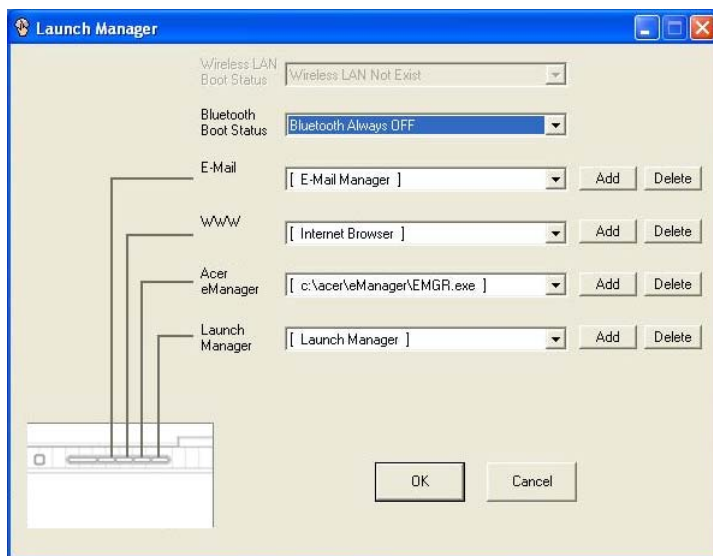 Launch Manager
Wireless LAN
Boot Status
Wireless LAN Not Exist
Bluetooth
Boot Status
Bluetooth Always OFF
E-Mail
[ E-Mail Manager ]
Add
Delete
WWW
[ Internet Browser ]
Add
Delete
Acer
eManager
[ c:\acer\eManager\EMGR.exe ]
Add
Delete
Launch
Manager
[ Launch Manager ]
Add
Delete
OK
Cancel